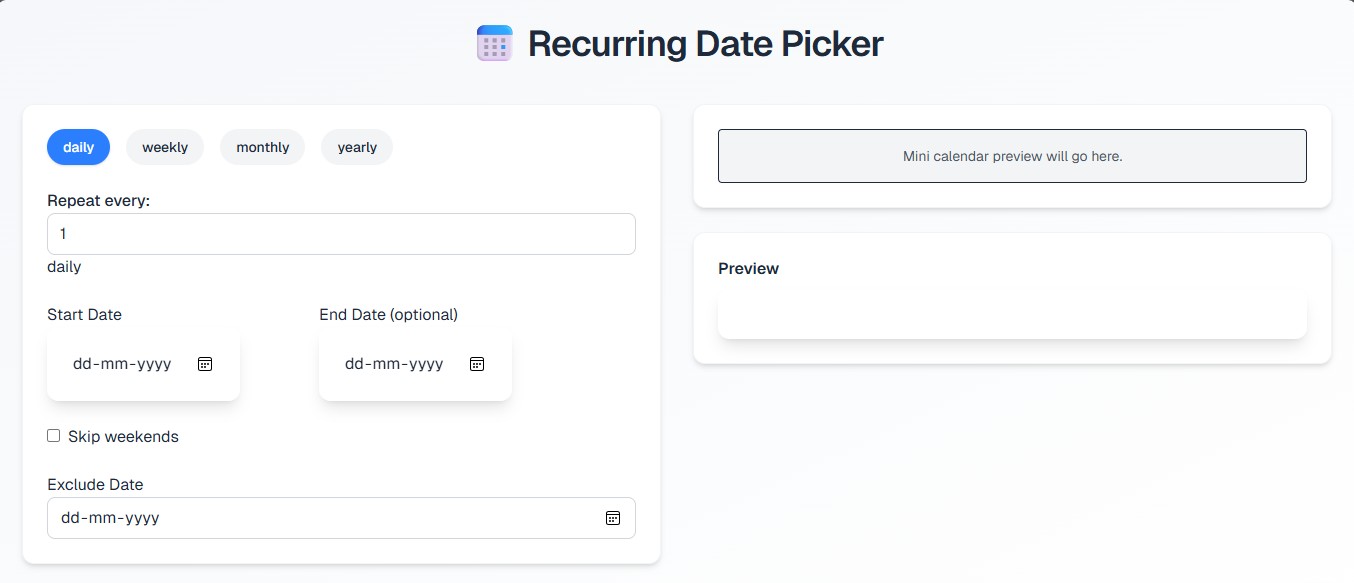 Recurring Date Picker
daily weekly monthly yearly
Repeat every:
1
daily
Start Date End Date (optional)
dd-mm-yyyy dd-mm-yyyy
Skip weekends
Exclude Date
dd-mm-yyyy
Mini calendar preview will go here.
Preview